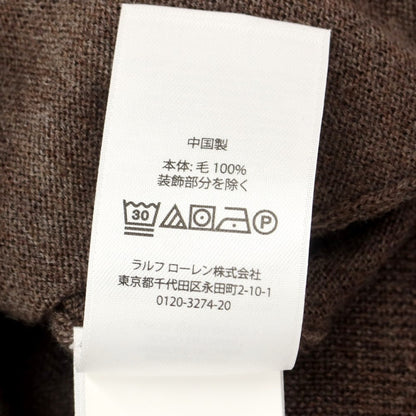 中国製
本体: 毛 100%
装飾部分を除く
30 P
ラルフ ローレン株式会社
東京都千代田区永田町2-10-1
0120-3274-20